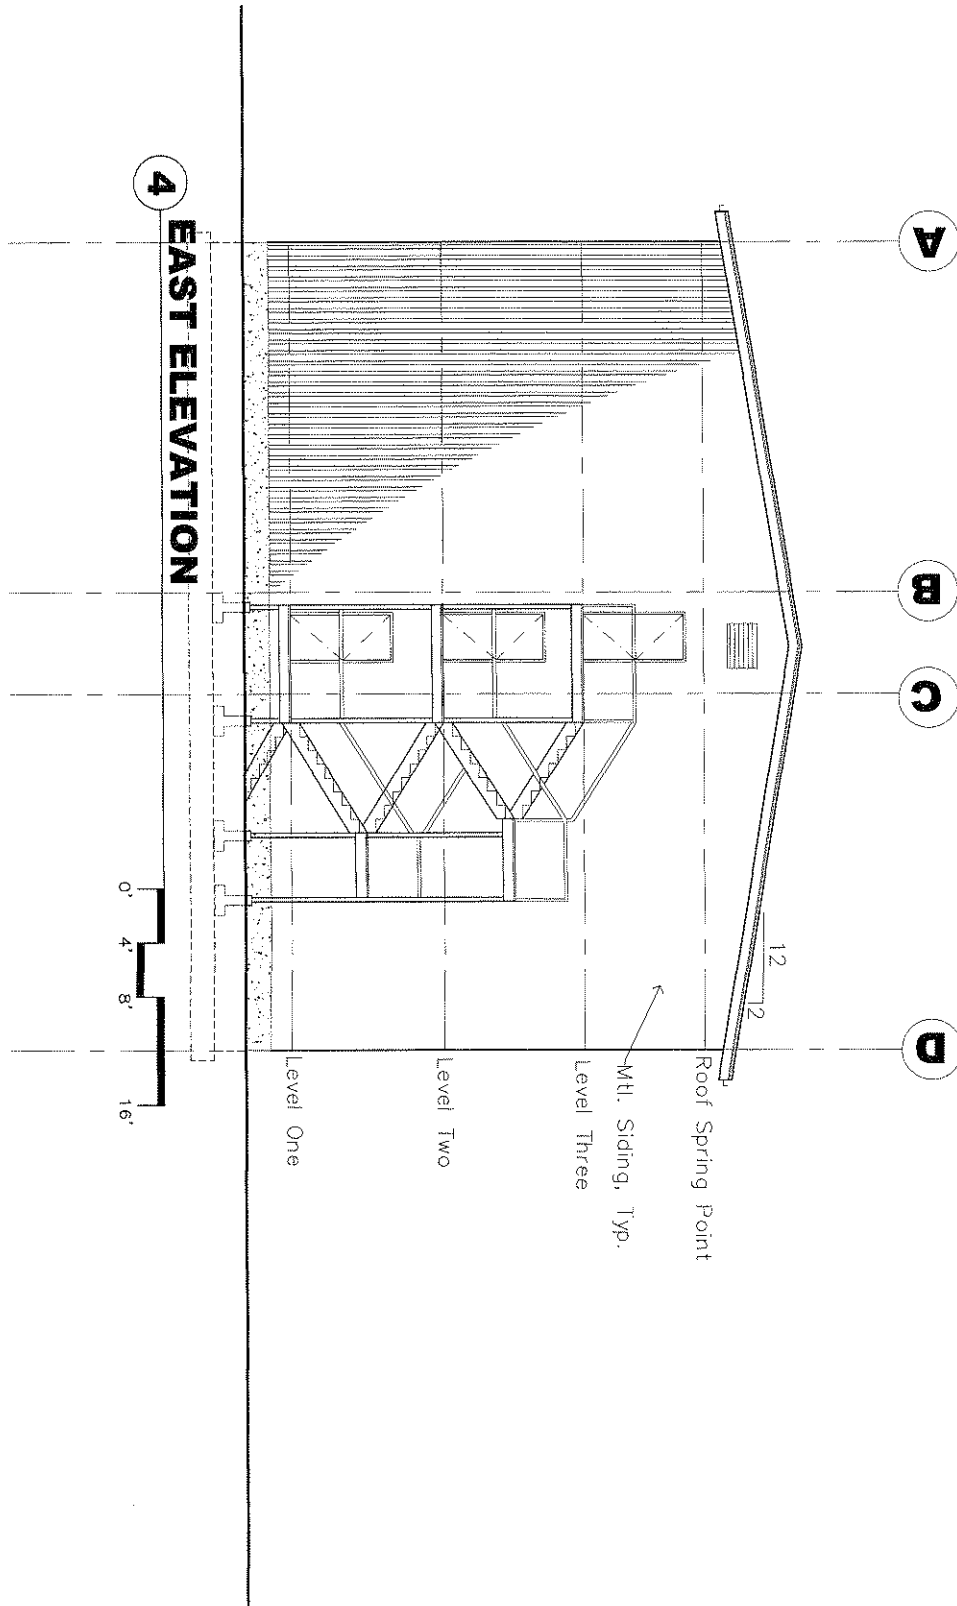 A
B
C
D
12
2
Roof Spring Point
Mtl. Siding, Typ.
Level Three
Level Two
Level One
4
EAST ELEVATION
0'
4'
8'
16'